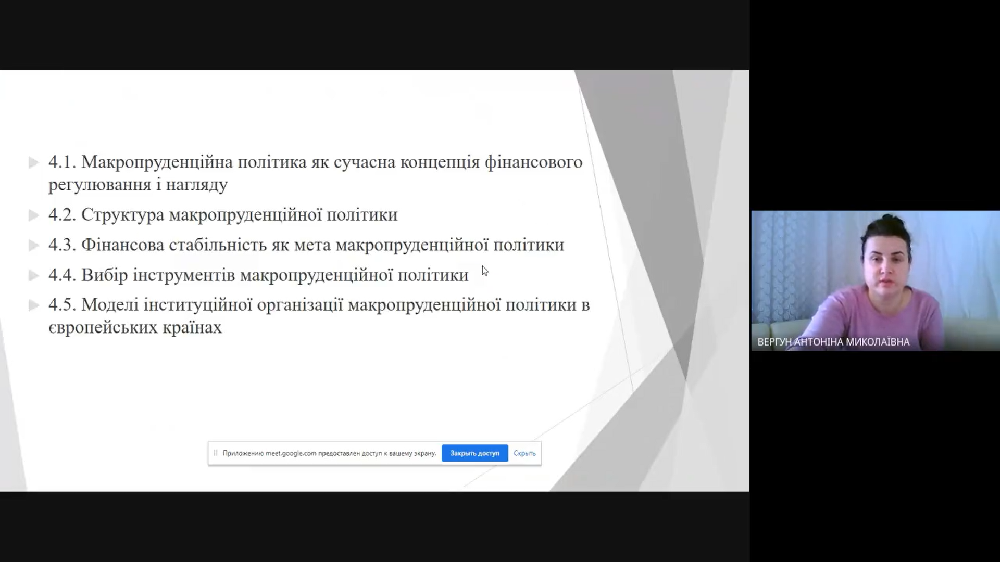 4.1. Макропруденційна політика як сучасна концепція фінансового
регулювання і нагляду
4.2. Структура макропруденційної політики
4.3. Фінансова стабільність як мета макропруденційної політики
4.4. Вибір інструментів макропруденційної політики
4.5. Моделі інституційної організації макропруденційної політики в
європейських країнах
ВЕРГУН АНТОНІНА МИКОЛАЇВНА
Приложению meet.google.com предоставлен доступ к вашему экрану. Закрыть доступ Скрыть